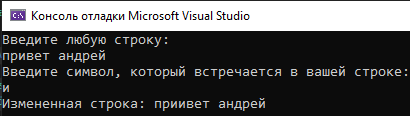 Консоль отладки Microsoft Visual Studio
Введите любую строку:
привет андрей
Введите символ, который встречается в вашей строке:
и
Измененная строка: приивет андрей